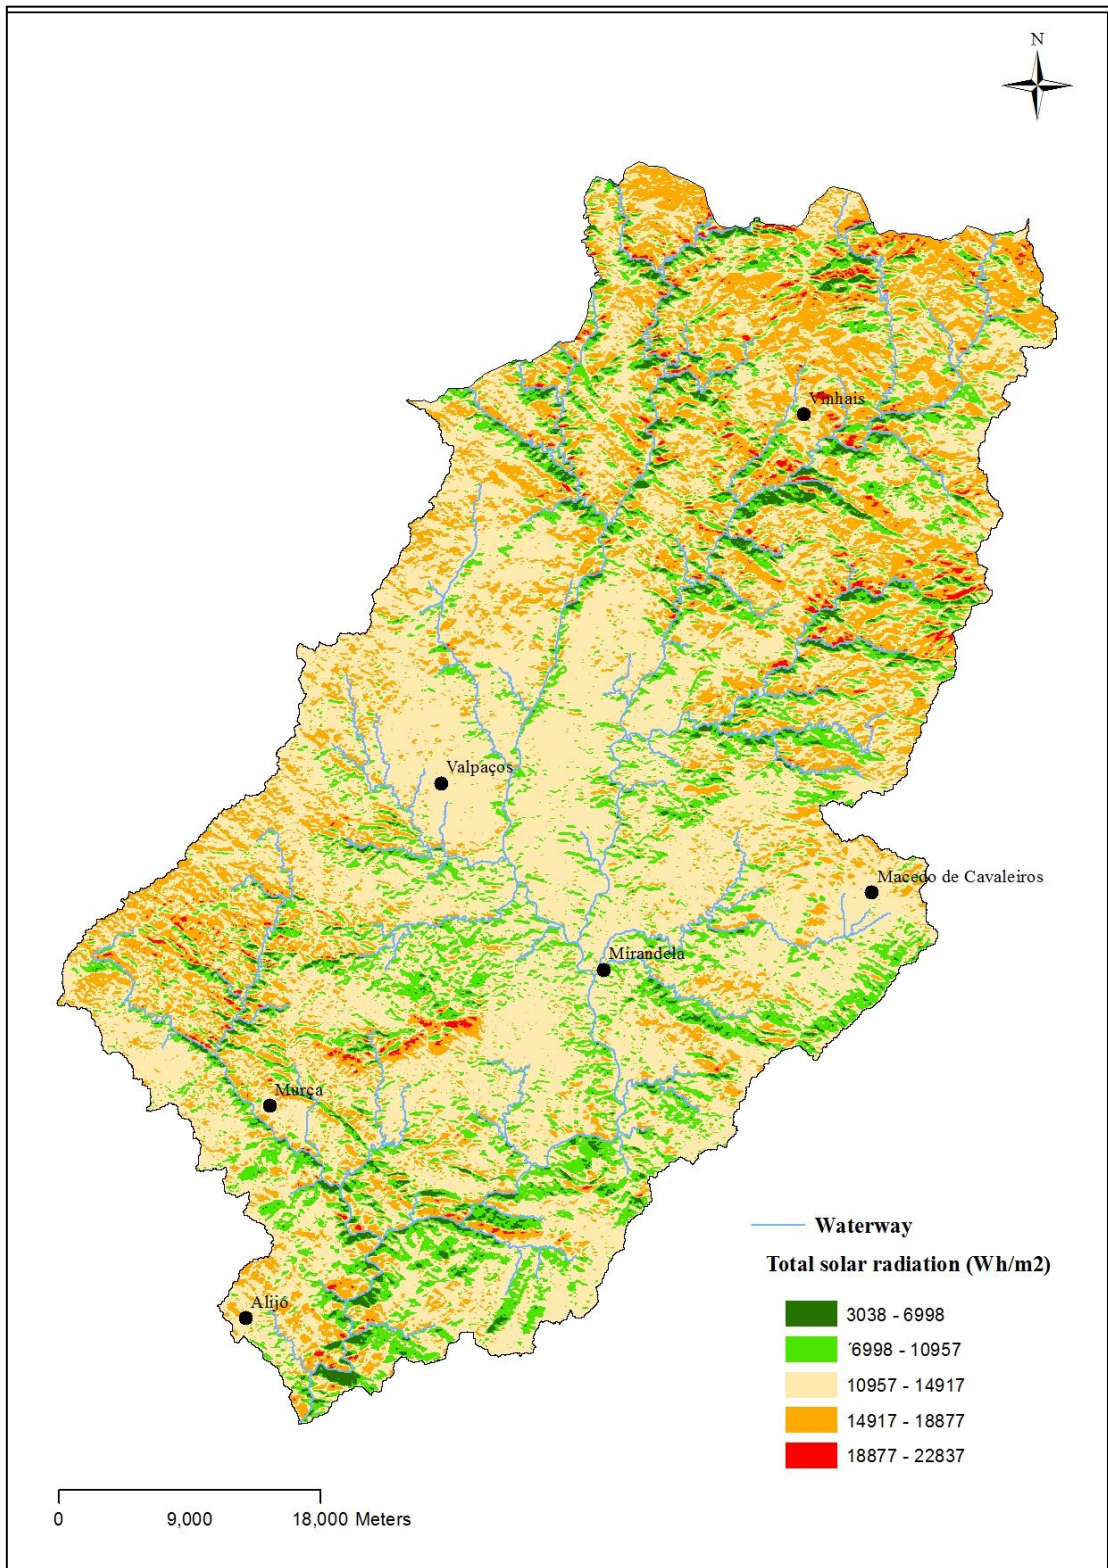 N
Vinhais
Valpaços
Macedo de Cavaleiros
Mirandela
Murça
Alijó
Waterway
Total solar radiation (Wh/m2)
3038 - 6998
'6998 - 10957
10957 - 14917
14917 - 18877
18877 - 22837
0 9,000 18,000 Meters